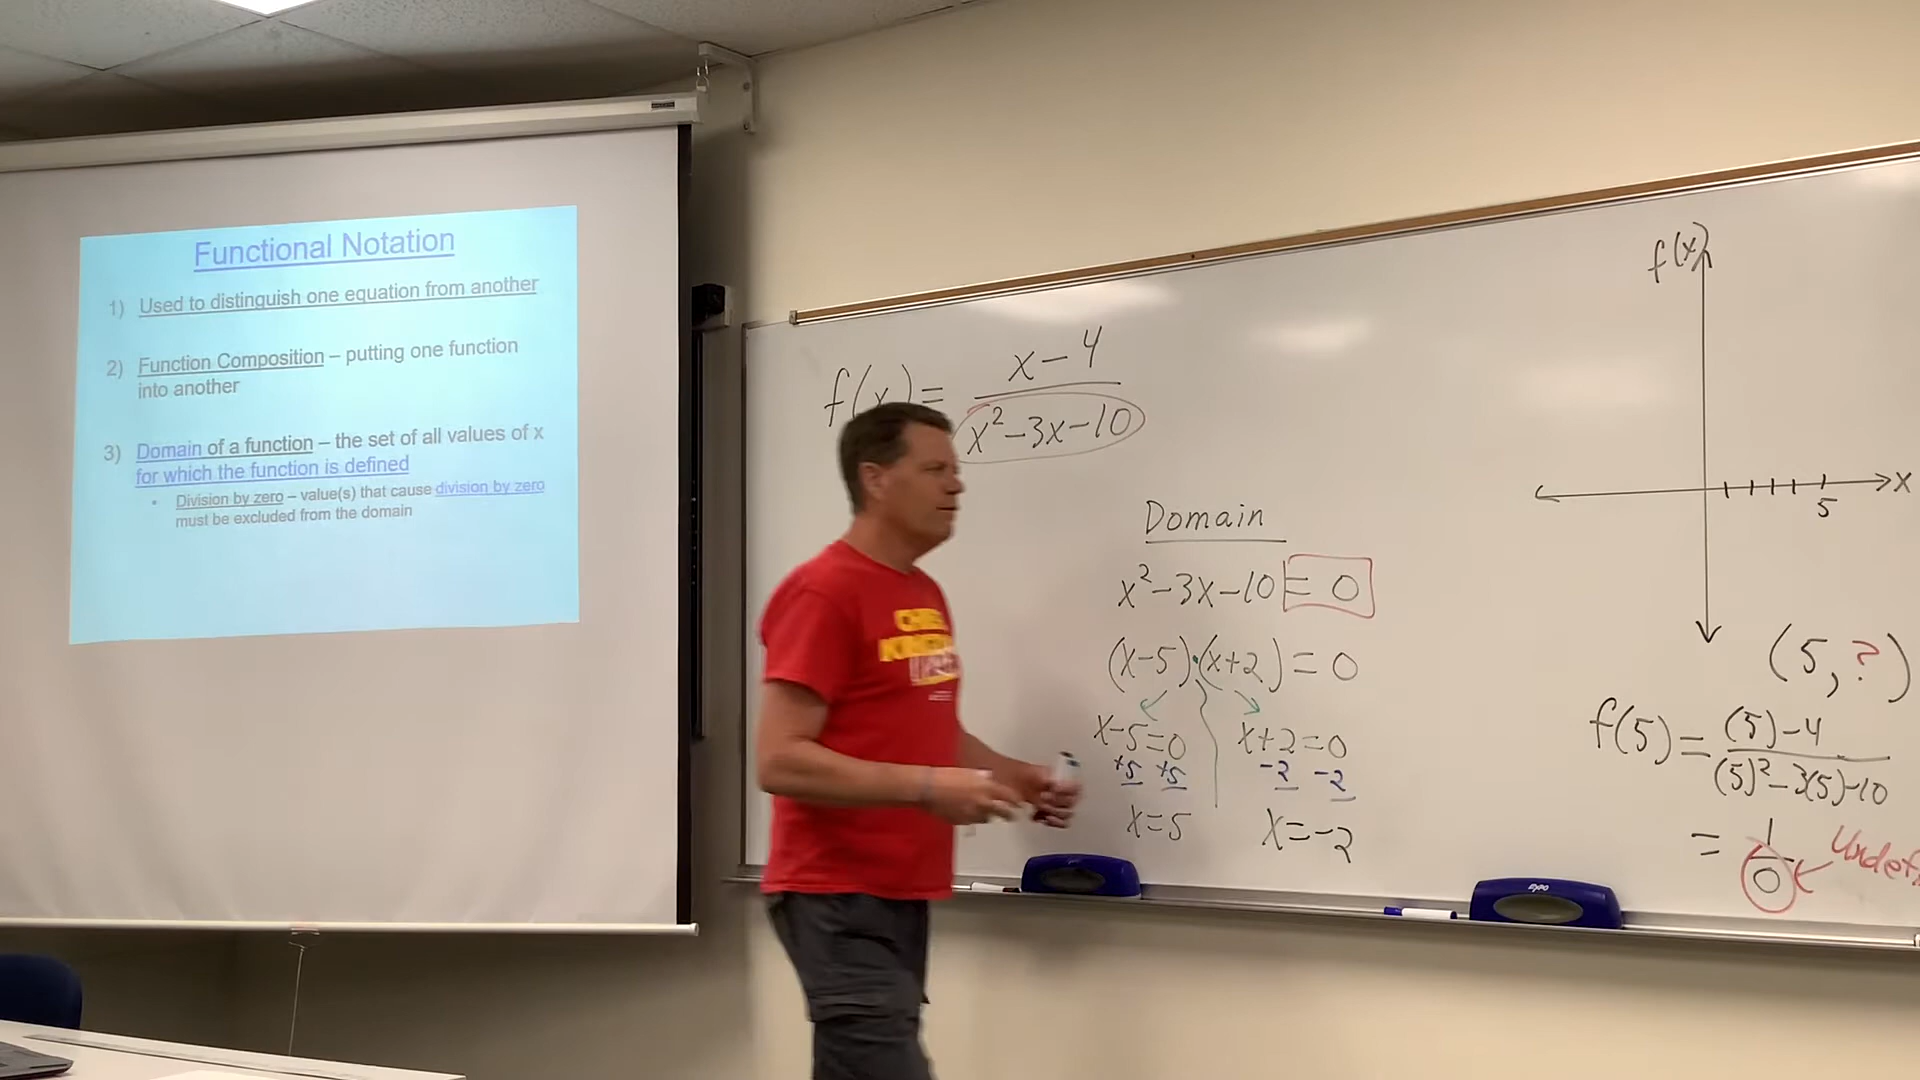 Functional Notation
1) Used to distinguish one equation from another
2) Function Composition – putting one function
into another
3) Domain of a function – the set of all values of x
for which the function is defined
• Division by zero – value(s) that cause division by zero
must be excluded from the domain
f(x) = x-4
x²-3x-10
Domain
x²-3x-10 = 0
(x-5)·(x+2) = 0
x-5=0 x+2=0
+5 +5 -2 -2
x=5 x=-2
f(x)
x
5
(5, ?)
f(5) = (5)-4
(5)²-3(5)-10
= 1
0
Undef
EXPO